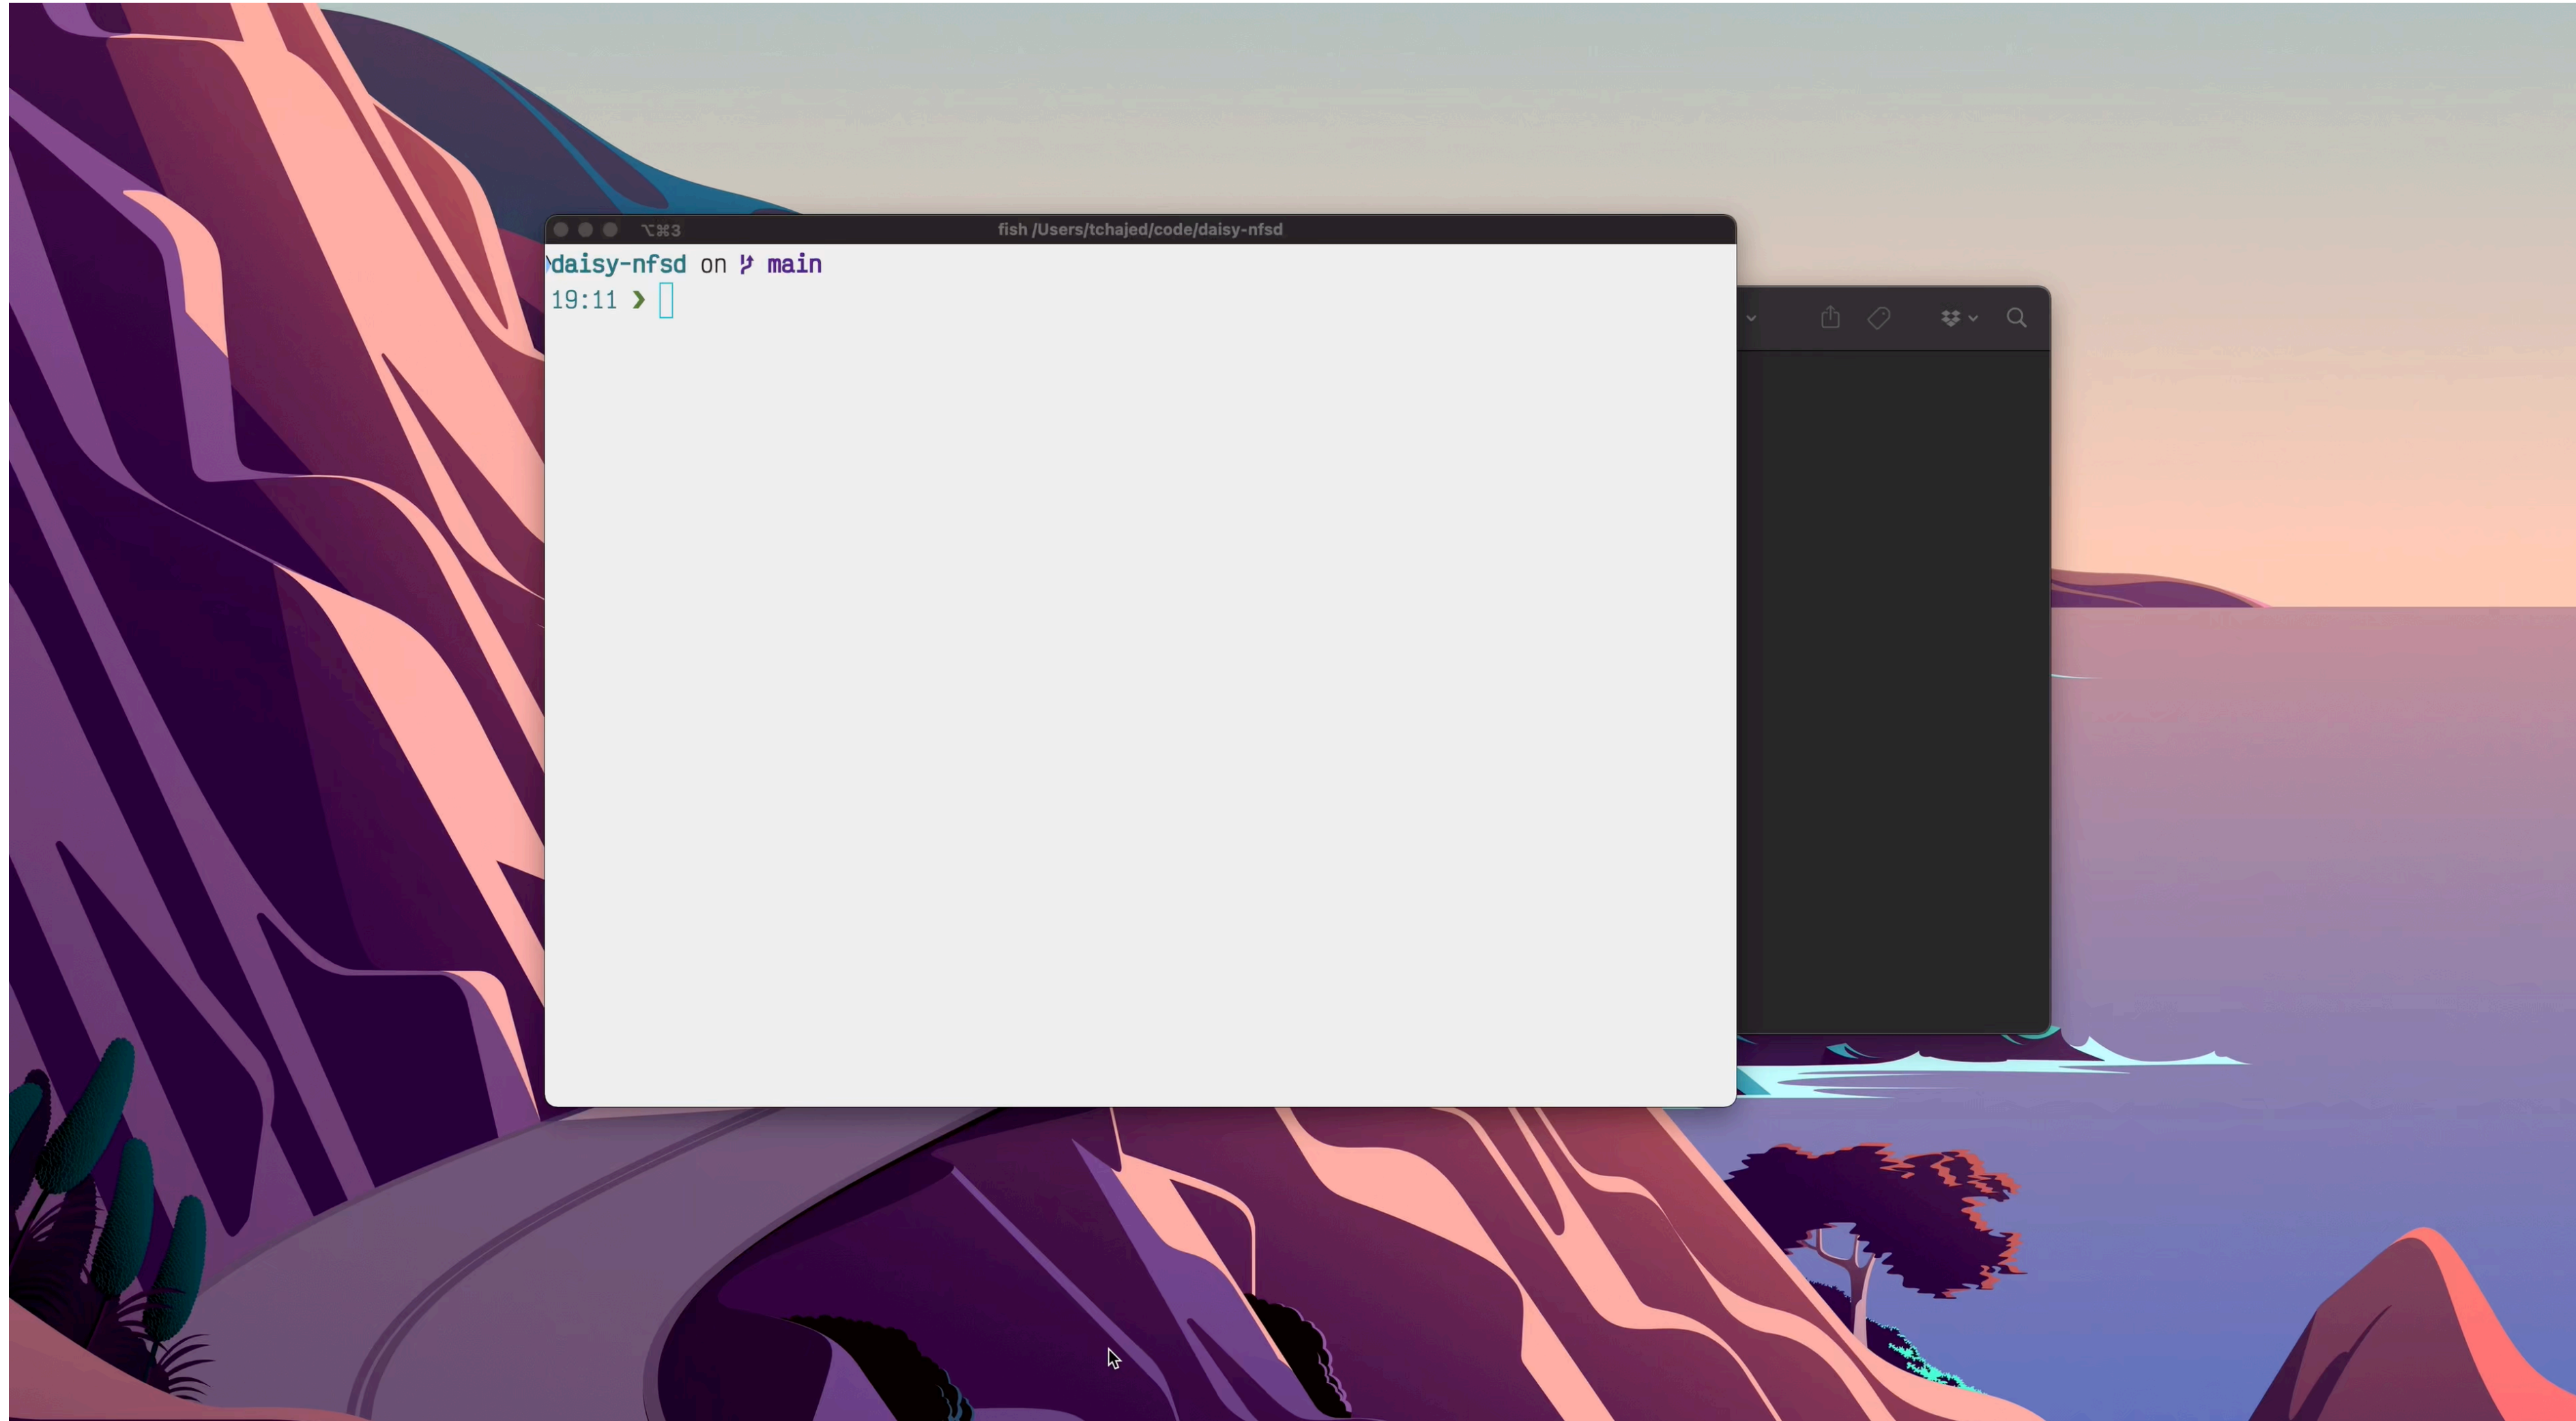 ⌥⌘3 fish /Users/tchajed/code/daisy-nfsd
daisy-nfsd on main
19:11 ❯